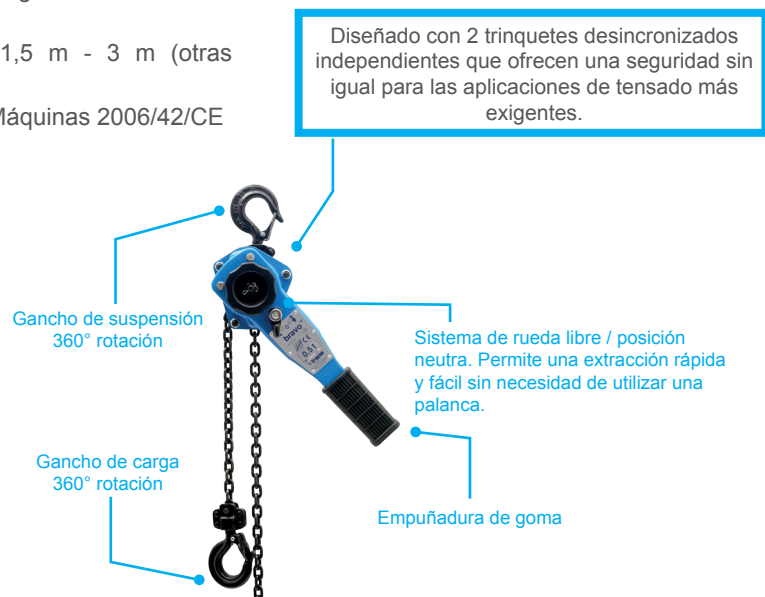 1,5 m - 3 m (otras
Máquinas 2006/42/CE
Diseñado con 2 trinquetes desincronizados
independientes que ofrecen una seguridad sin
igual para las aplicaciones de tensado más
exigentes.
Gancho de suspensión
360° rotación
bravo
CE
0.5 t
Sistema de rueda libre / posición
neutra. Permite una extracción rápida
y fácil sin necesidad de utilizar una
palanca.
Gancho de carga
360° rotación
Empuñadura de goma